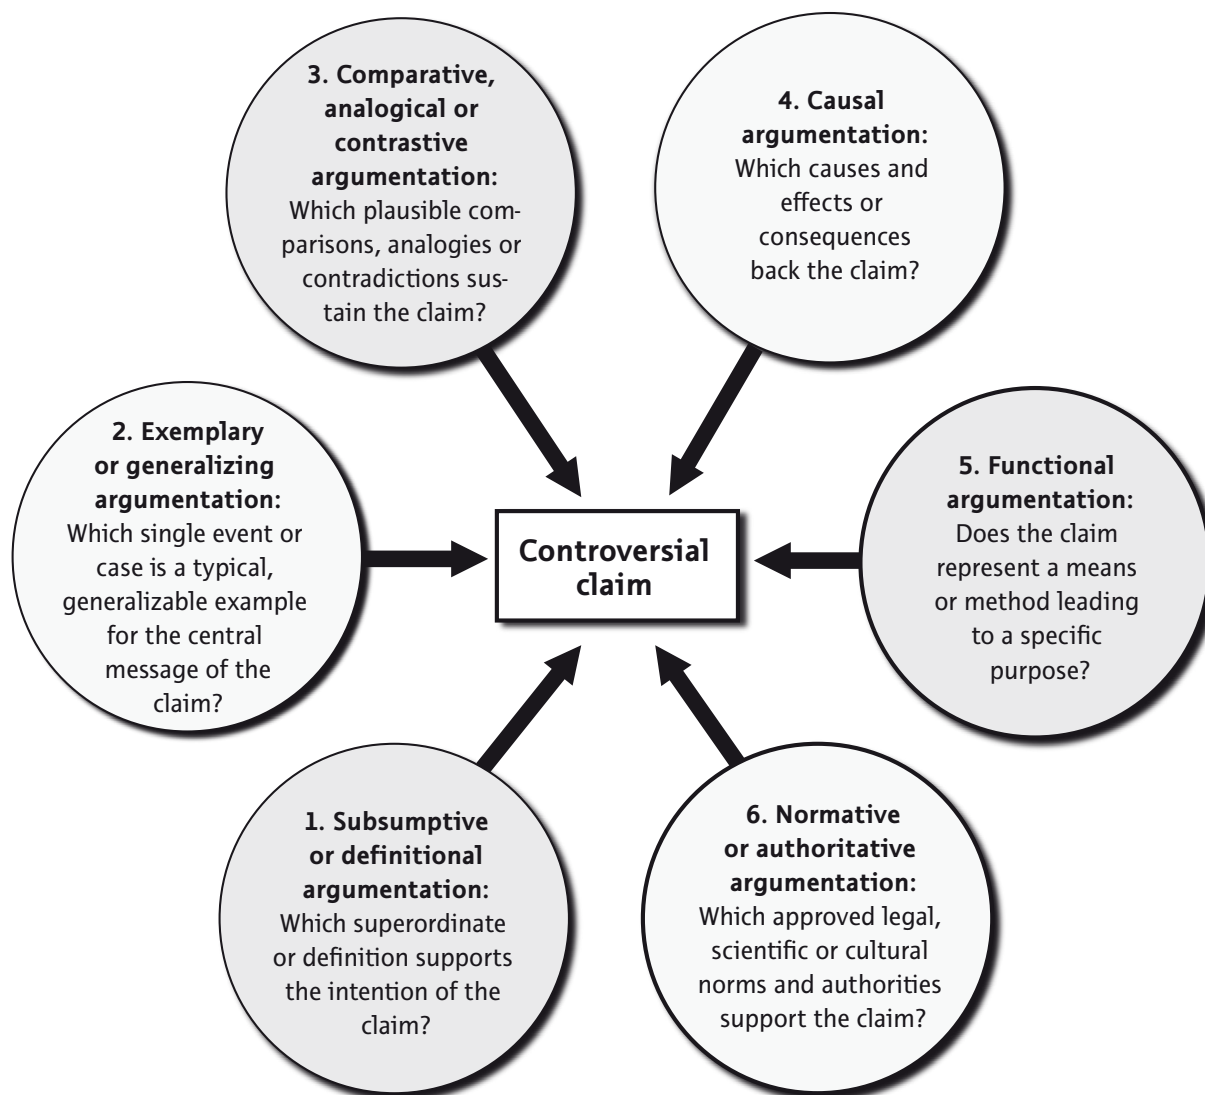 3. Comparative,
analogical or
contrastive
argumentation:
Which plausible com-
parisons, analogies or
contradictions sus-
tain the claim?
4. Causal
argumentation:
Which causes and
effects or
consequences
back the claim?
2. Exemplary
or generalizing
argumentation:
Which single event or
case is a typical,
generalizable example
for the central
message of the
claim?
Controversial
claim
5. Functional
argumentation:
Does the claim
represent a means
or method leading
to a specific
purpose?
1. Subsumptive
or definitional
argumentation:
Which superordinate
or definition supports
the intention of the
claim?
6. Normative
or authoritative
argumentation:
Which approved legal,
scientific or cultural
norms and authorities
support the claim?